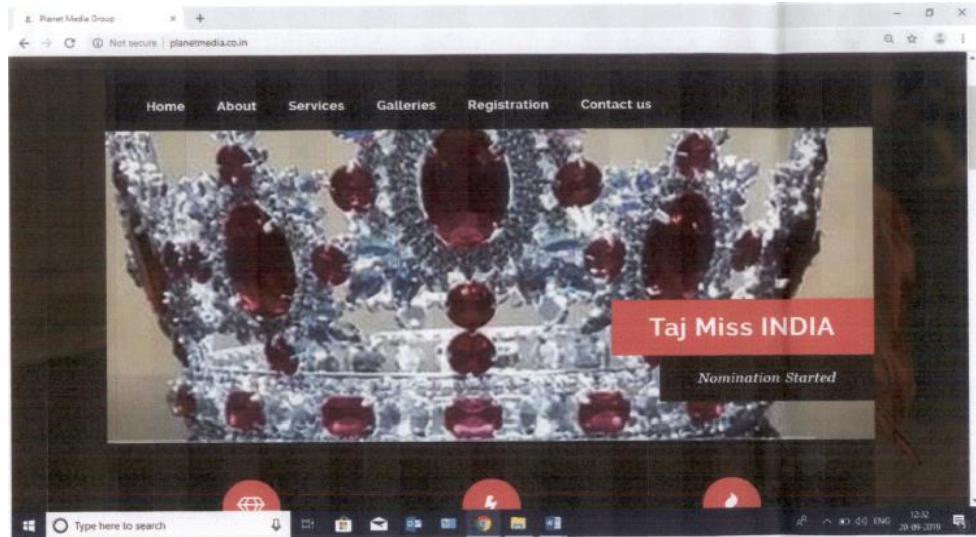 Planet Media Group
Not secure | planetmedia.co.in
Home About Services Galleries Registration Contact us
Taj Miss INDIA
Nomination Started
Type here to search
ENG
12:32
20-09-2019